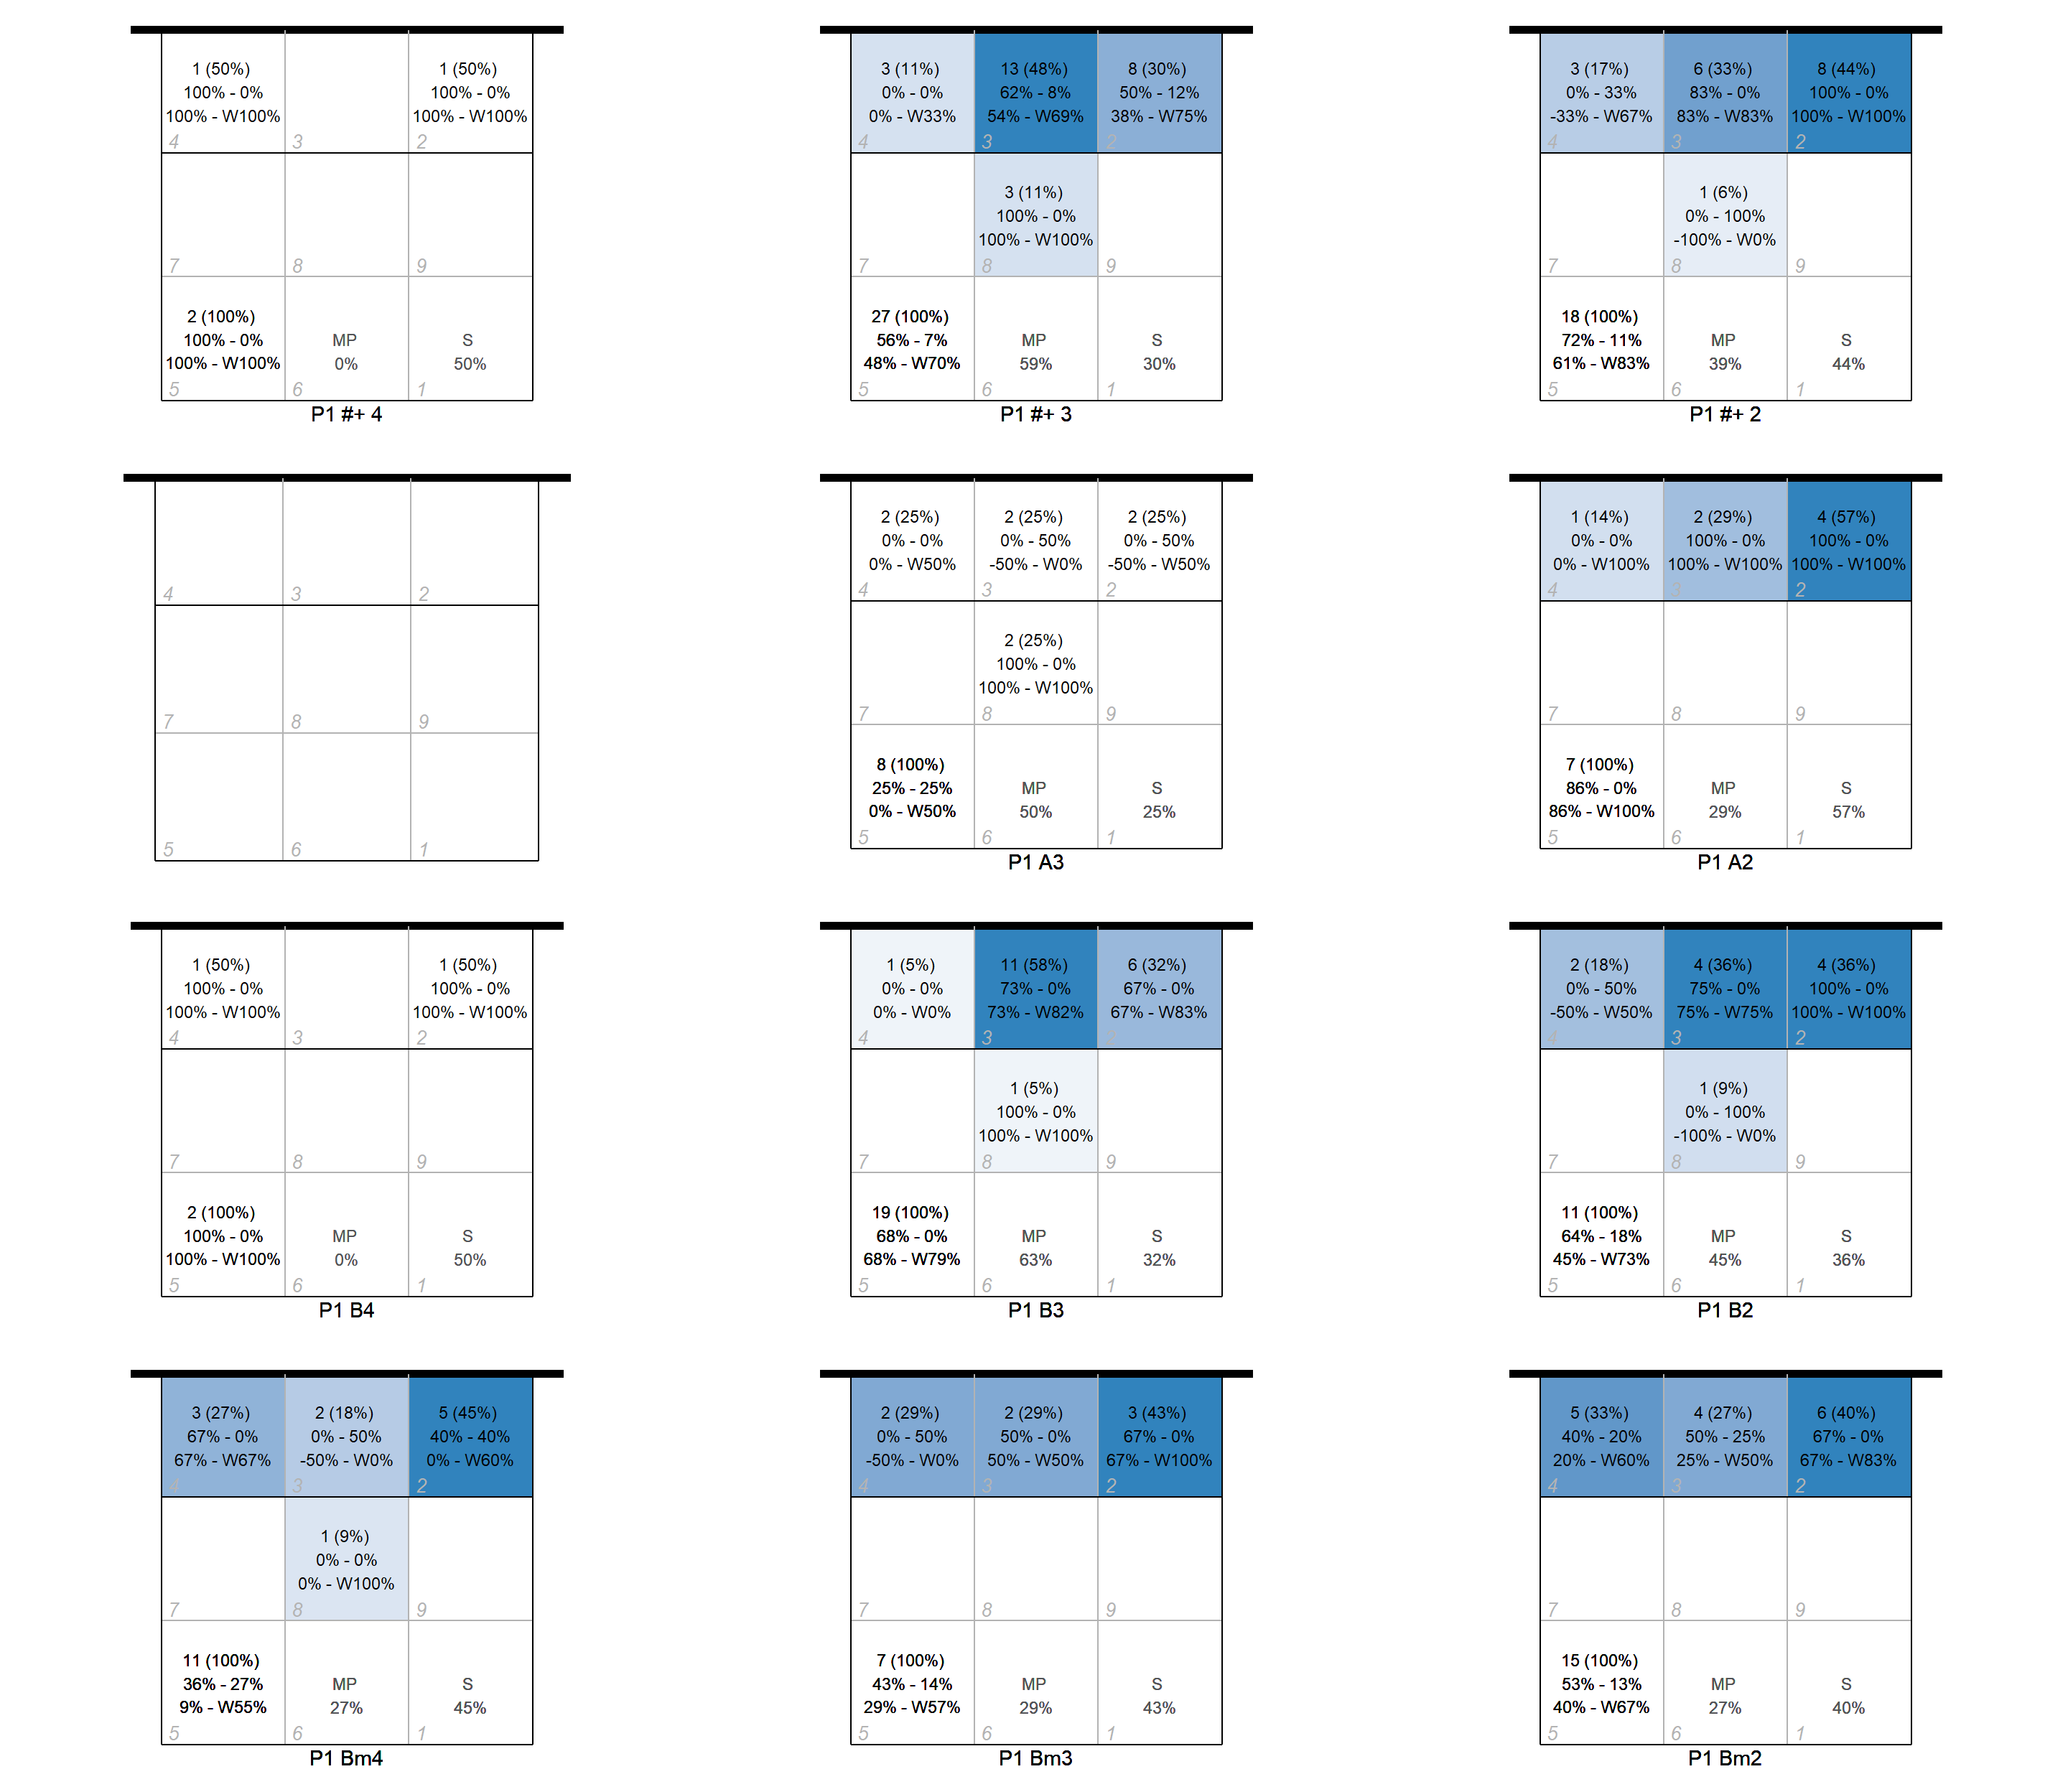 1 (50%)
100% - 0%
100% - W100%
4
3
1 (50%)
100% - 0%
100% - W100%
2
7
8
9
2 (100%)
100% - 0%
100% - W100%
5
MP
0%
6
S
50%
1
P1 #+ 4
3 (11%)
0% - 0%
0% - W33%
4
13 (48%)
62% - 8%
54% - W69%
3
8 (30%)
50% - 12%
38% - W75%
2
7
3 (11%)
100% - 0%
100% - W100%
8
9
27 (100%)
56% - 7%
48% - W70%
5
MP
59%
6
S
30%
1
P1 #+ 3
3 (17%)
0% - 33%
-33% - W67%
4
6 (33%)
83% - 0%
83% - W83%
3
8 (44%)
100% - 0%
100% - W100%
2
7
1 (6%)
0% - 100%
-100% - W0%
8
9
18 (100%)
72% - 11%
61% - W83%
5
MP
39%
6
S
44%
1
P1 #+ 2
4
3
2
7
8
9
5
6
1
2 (25%)
0% - 0%
0% - W50%
4
2 (25%)
0% - 50%
-50% - W0%
3
2 (25%)
0% - 50%
-50% - W50%
2
7
2 (25%)
100% - 0%
100% - W100%
8
9
8 (100%)
25% - 25%
0% - W50%
5
MP
50%
6
S
25%
1
P1 A3
1 (14%)
0% - 0%
0% - W100%
4
2 (29%)
100% - 0%
100% - W100%
3
4 (57%)
100% - 0%
100% - W100%
2
7
8
9
7 (100%)
86% - 0%
86% - W100%
5
MP
29%
6
S
57%
1
P1 A2
1 (50%)
100% - 0%
100% - W100%
4
3
1 (50%)
100% - 0%
100% - W100%
2
7
8
9
2 (100%)
100% - 0%
100% - W100%
5
MP
0%
6
S
50%
1
P1 B4
1 (5%)
0% - 0%
0% - W0%
4
11 (58%)
73% - 0%
73% - W82%
3
6 (32%)
67% - 0%
67% - W83%
2
7
1 (5%)
100% - 0%
100% - W100%
8
9
19 (100%)
68% - 0%
68% - W79%
5
MP
63%
6
S
32%
1
P1 B3
2 (18%)
0% - 50%
-50% - W50%
4
4 (36%)
75% - 0%
75% - W75%
3
4 (36%)
100% - 0%
100% - W100%
2
7
1 (9%)
0% - 100%
-100% - W0%
8
9
11 (100%)
64% - 18%
45% - W73%
5
MP
45%
6
S
36%
1
P1 B2
3 (27%)
67% - 0%
67% - W67%
4
2 (18%)
0% - 50%
-50% - W0%
3
5 (45%)
40% - 40%
0% - W60%
2
7
1 (9%)
0% - 0%
0% - W100%
8
9
11 (100%)
36% - 27%
9% - W55%
5
MP
27%
6
S
45%
1
P1 Bm4
2 (29%)
0% - 50%
-50% - W0%
4
2 (29%)
50% - 0%
50% - W50%
3
3 (43%)
67% - 0%
67% - W100%
2
7
8
9
7 (100%)
43% - 14%
29% - W57%
5
MP
29%
6
S
43%
1
P1 Bm3
5 (33%)
40% - 20%
20% - W60%
4
4 (27%)
50% - 25%
25% - W50%
3
6 (40%)
67% - 0%
67% - W83%
2
7
8
9
15 (100%)
53% - 13%
40% - W67%
5
MP
27%
6
S
40%
1
P1 Bm2